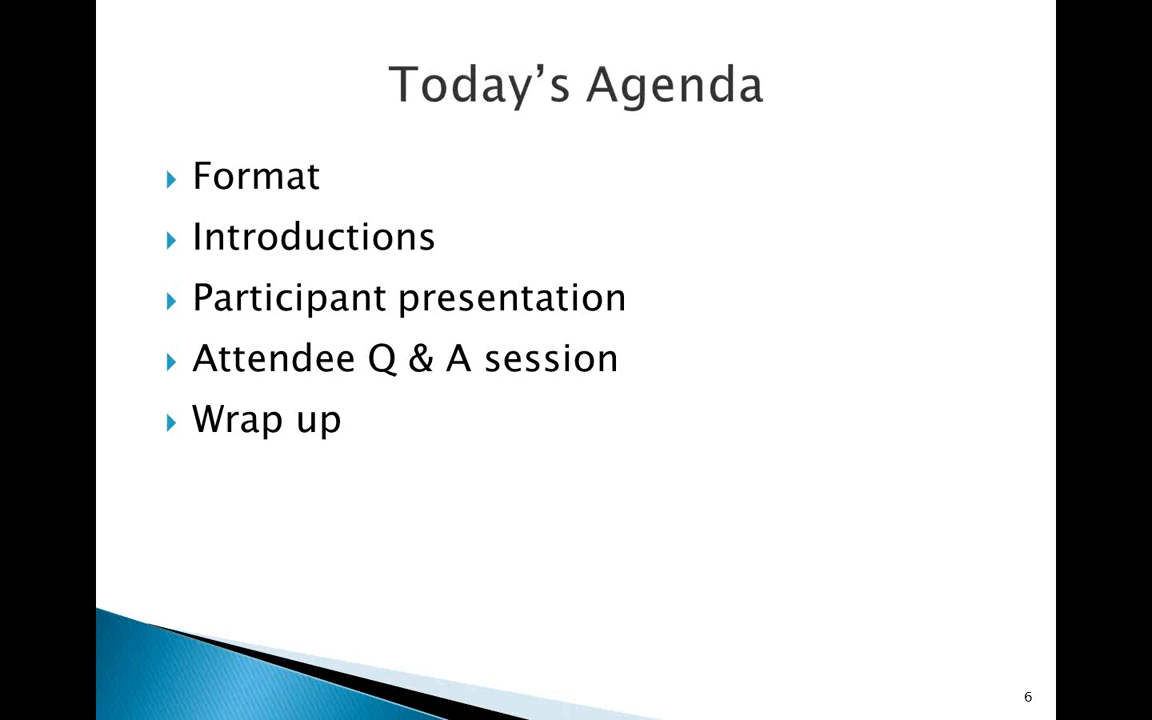 Today’s Agenda
Format
Introductions
Participant presentation
Attendee Q & A session
Wrap up
6